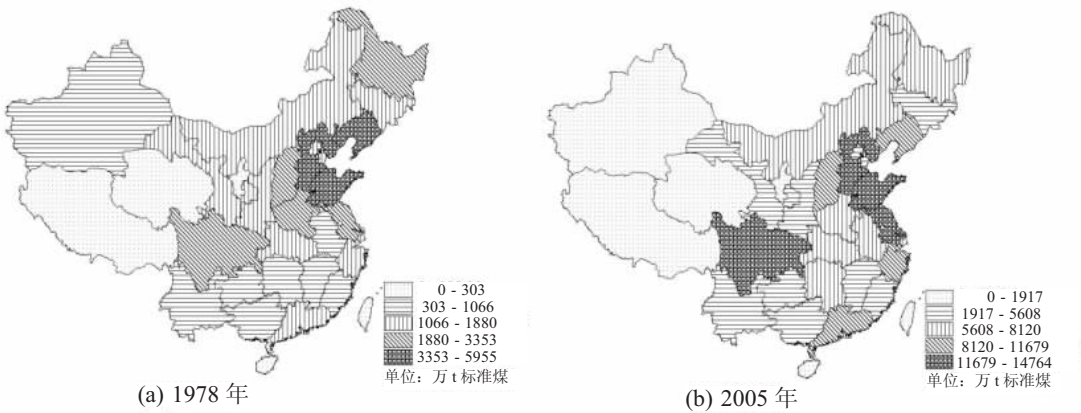 0 - 303
303 - 1066
1066 - 1880
1880 - 3353
3353 - 5955
单位：万 t 标准煤
(a) 1978 年
0 - 1917
1917 - 5608
5608 - 8120
8120 - 11679
11679 - 14764
单位：万 t 标准煤
(b) 2005 年